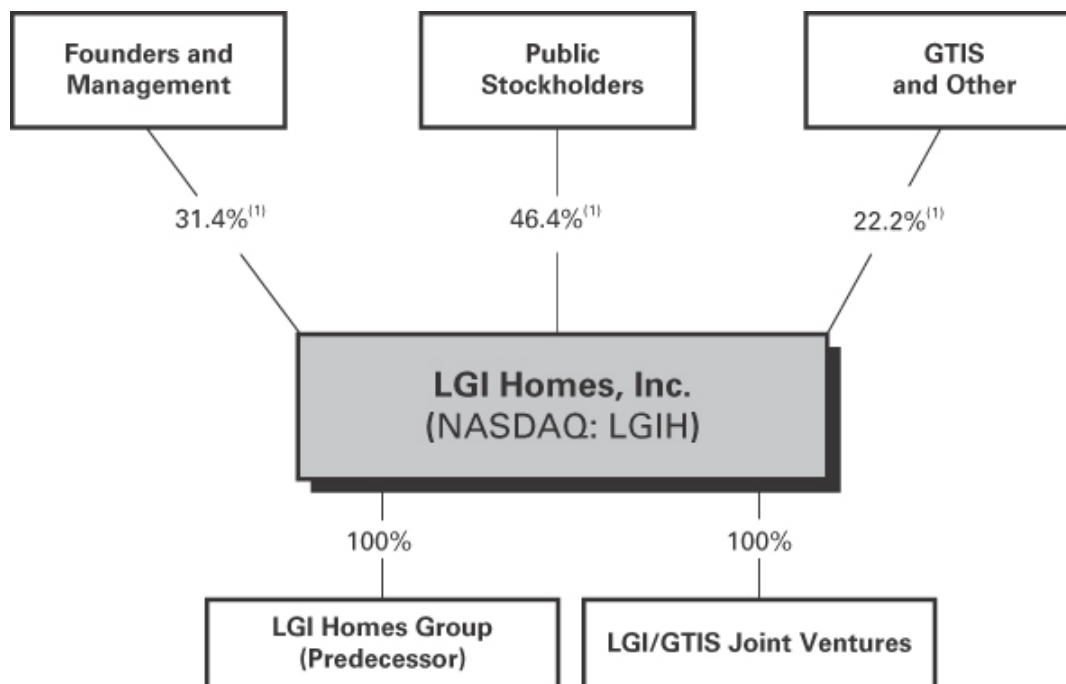 Founders and
Management
Public
Stockholders
GTIS
and Other
31.4%(1)
46.4%(1)
22.2%(1)
LGI Homes, Inc.
(NASDAQ: LGIH)
100%
100%
LGI Homes Group
(Predecessor)
LGI/GTIS Joint Ventures